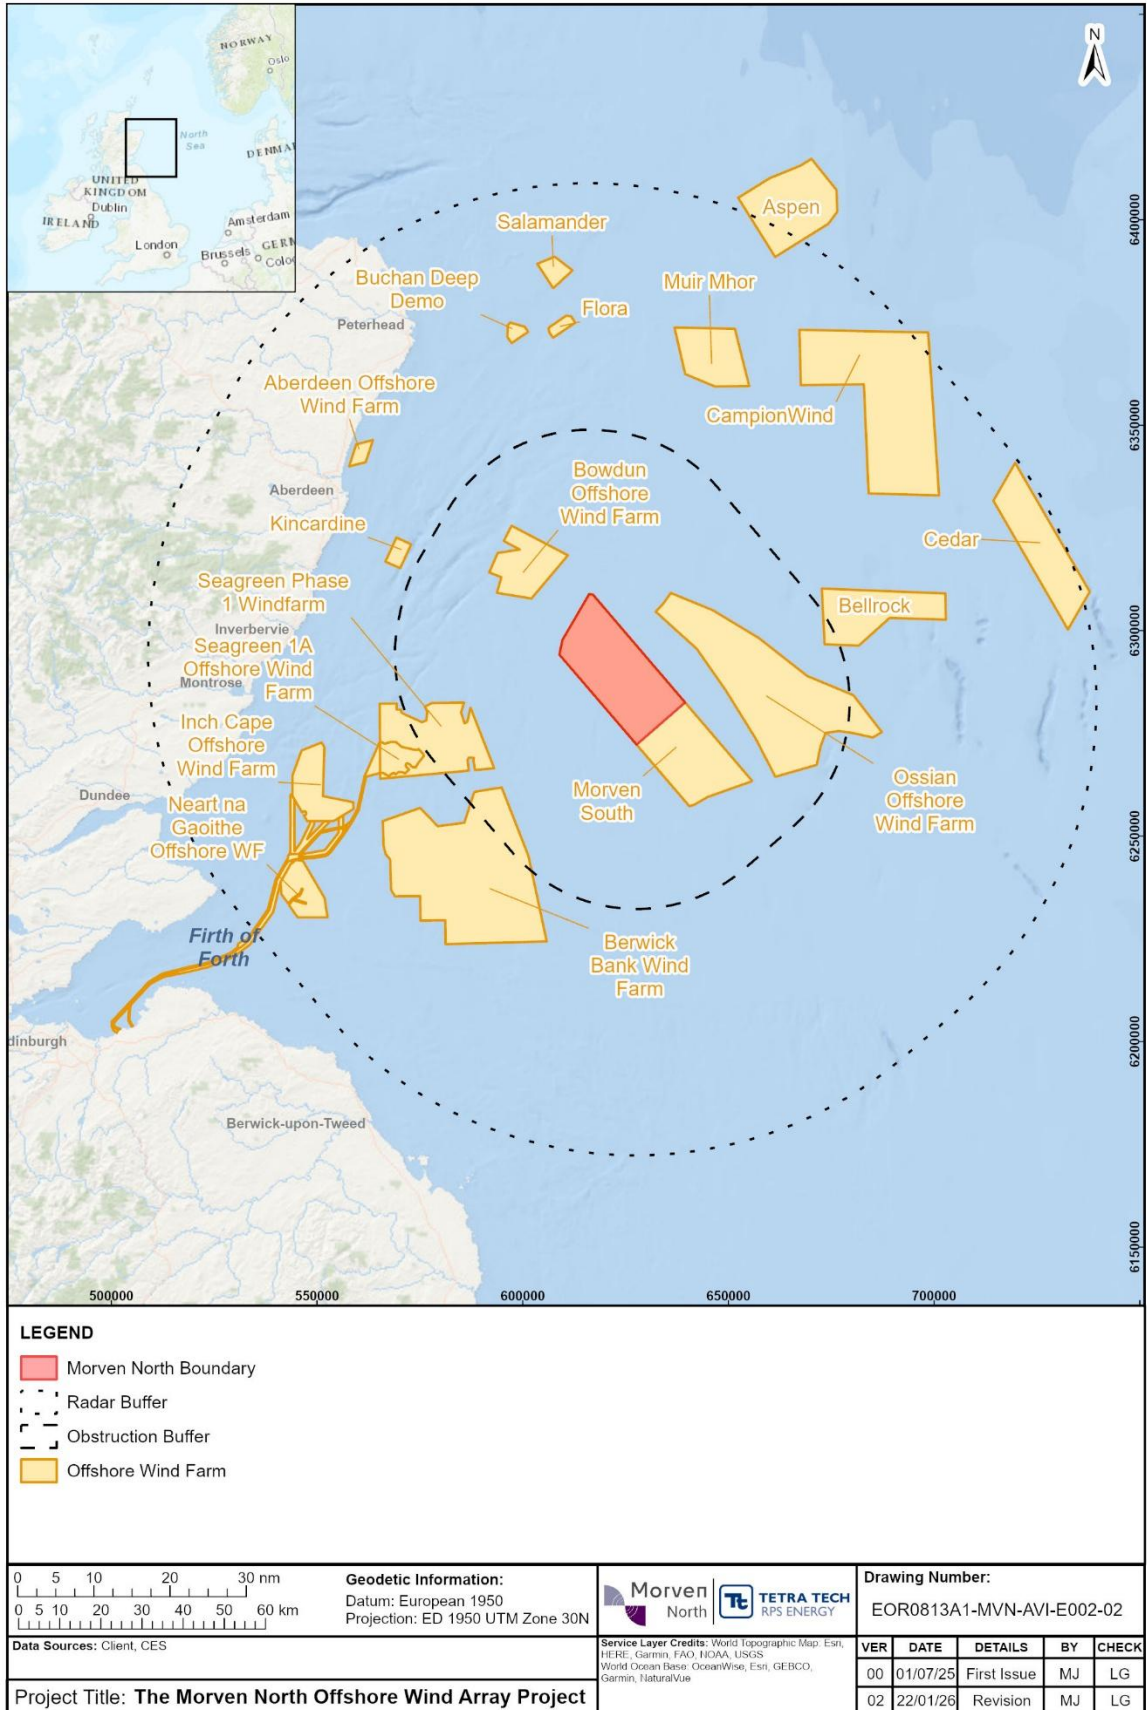 NORWAY
Oslo
North
Sea
DENMA
UNITED
KINGDOM
Dublin
IRELAND
Amsterdam
London
Brussels
GERM
Colo
N
Aspen
Salamander
Buchan Deep
Demo
Flora
Muir Mhor
Peterhead
Aberdeen Offshore
Wind Farm
CampionWind
Bowdun
Offshore
Wind Farm
Aberdeen
Kincardine
Cedar
Seagreen Phase
1 Windfarm
Bellrock
Inverbervie
Seagreen 1A
Offshore Wind
Farm
Montrose
Inch Cape
Offshore
Wind Farm
Dundee
Neart na
Gaoithe
Offshore WF
Morven
South
Ossian
Offshore
Wind Farm
Firth of
Forth
Berwick
Bank Wind
Farm
dinburgh
Berwick-upon-Tweed
6400000
6350000
6300000
6250000
6200000
6150000
500000 550000 600000 650000 700000
LEGEND
Morven North Boundary
Radar Buffer
Obstruction Buffer
Offshore Wind Farm
0 5 10 20 30 nm
0 5 10 20 30 40 50 60 km
Geodetic Information:
Datum: European 1950
Projection: ED 1950 UTM Zone 30N
Morven
North
Tt
TETRA TECH
RPS ENERGY
Drawing Number:
EOR0813A1-MVN-AVI-E002-02
Data Sources: Client, CES
Service Layer Credits: World Topographic Map: Esri,
HERE, Garmin, FAO, NOAA, USGS
World Ocean Base: OceanWise, Esri, GEBCO,
Garmin, NaturalVue
VER DATE DETAILS BY CHECK
00 01/07/25 First Issue MJ LG
02 22/01/26 Revision MJ LG
Project Title: The Morven North Offshore Wind Array Project